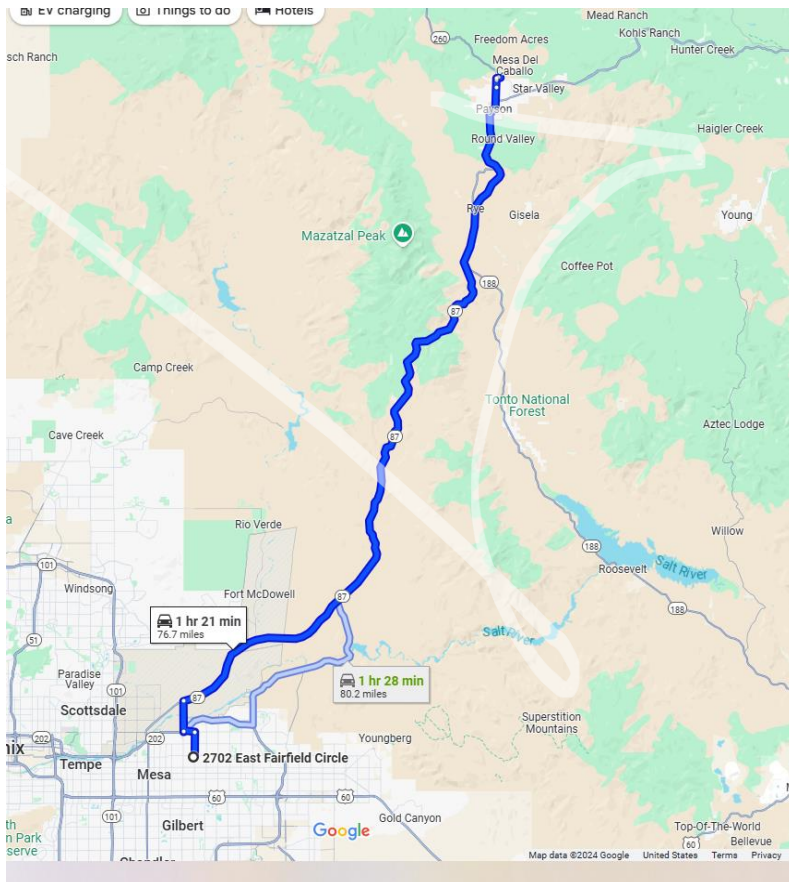 EV charging
Things to do
Hotels
Mead Ranch
Kohls Ranch
260
Freedom Acres
Hunter Creek
Mesa Del
Caballo
sch Ranch
Star Valley
Payson
Haigler Creek
Round Valley
Rye
Gisela
Young
Mazatzal Peak
Coffee Pot
188
87
Camp Creek
Tonto National
Forest
Aztec Lodge
Cave Creek
87
Rio Verde
Willow
188
101
101
Salt River
Roosevelt
Windsong
Fort McDowell
87
188
1 hr 21 min
76.7 miles
Salt River
51
Paradise
Valley
101
1 hr 28 min
80.2 miles
87
Scottsdale
Superstition
Mountains
202
202
Youngberg
nix
Tempe
2702 East Fairfield Circle
Mesa
60
60
101
Gold Canyon
Gilbert
Google
Top-Of-The-World
th
n Park
serve
60
Bellevue
Chandler
Map data ©2024 Google
United States
Terms
Privacy